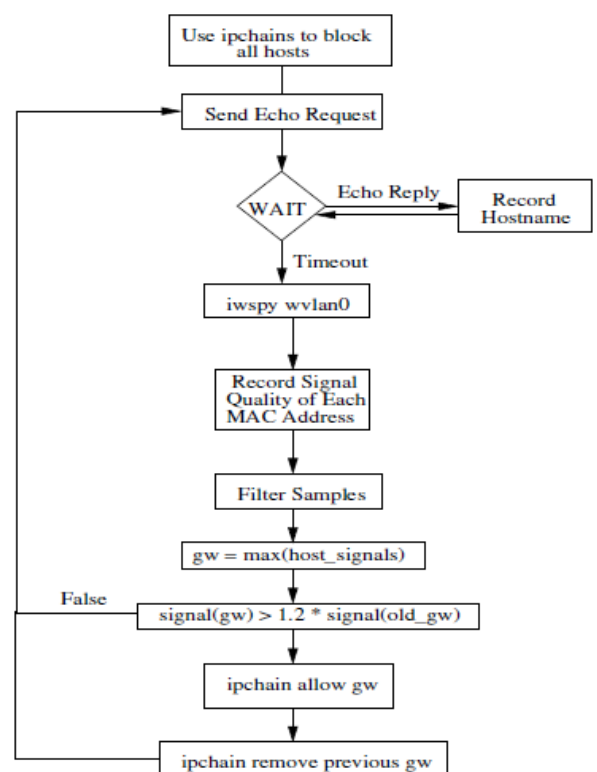 Use ipchains to block
all hosts
Send Echo Request
WAIT
Echo Reply
Record
Hostname
Timeout
iwspy wvlan0
Record Signal
Quality of Each
MAC Address
Filter Samples
gw = max(host_signals)
False
signal(gw) > 1.2 * signal(old_gw)
ipchain allow gw
ipchain remove previous gw